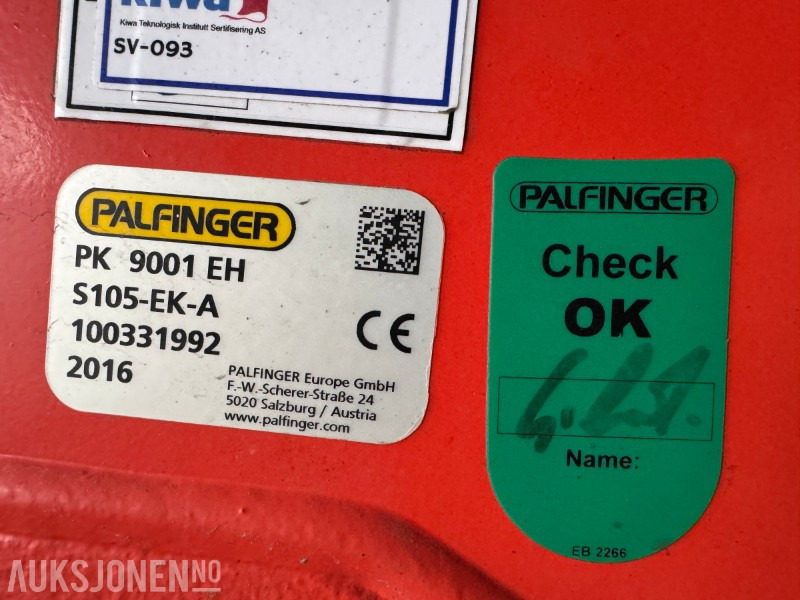 kiwa
Kiwa Teknologisk Institutt Sertifisering AS
SV-093
PALFINGER
PK 9001 EH
S105-EK-A
100331992
2016
CE
PALFINGER Europe GmbH
F.-W.-Scherer-Straße 24
5020 Salzburg / Austria
www.palfinger.com
PALFINGER
Check
OK
Name:
EB 2266
AUKSJONEN.NO